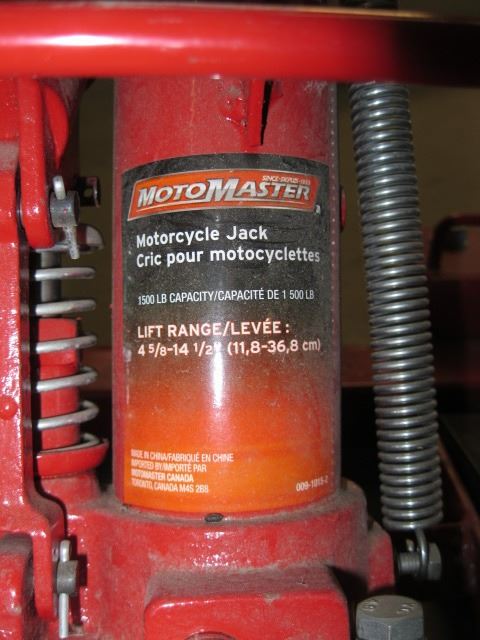 SINCE•DEPUIS•1933
MOTOMASTER
Motorcycle Jack
Cric pour motocyclettes
1500 LB CAPACITY/CAPACITÉ DE 1 500 LB
LIFT RANGE/LEVÉE :
4 5/8-14 1/2" (11,8-36,8 cm)
MADE IN CHINA/FABRIQUÉ EN CHINE
IMPORTED BY/IMPORTÉ PAR
MOTOMASTER CANADA
TORONTO, CANADA M4S 2B8 009-1015-2